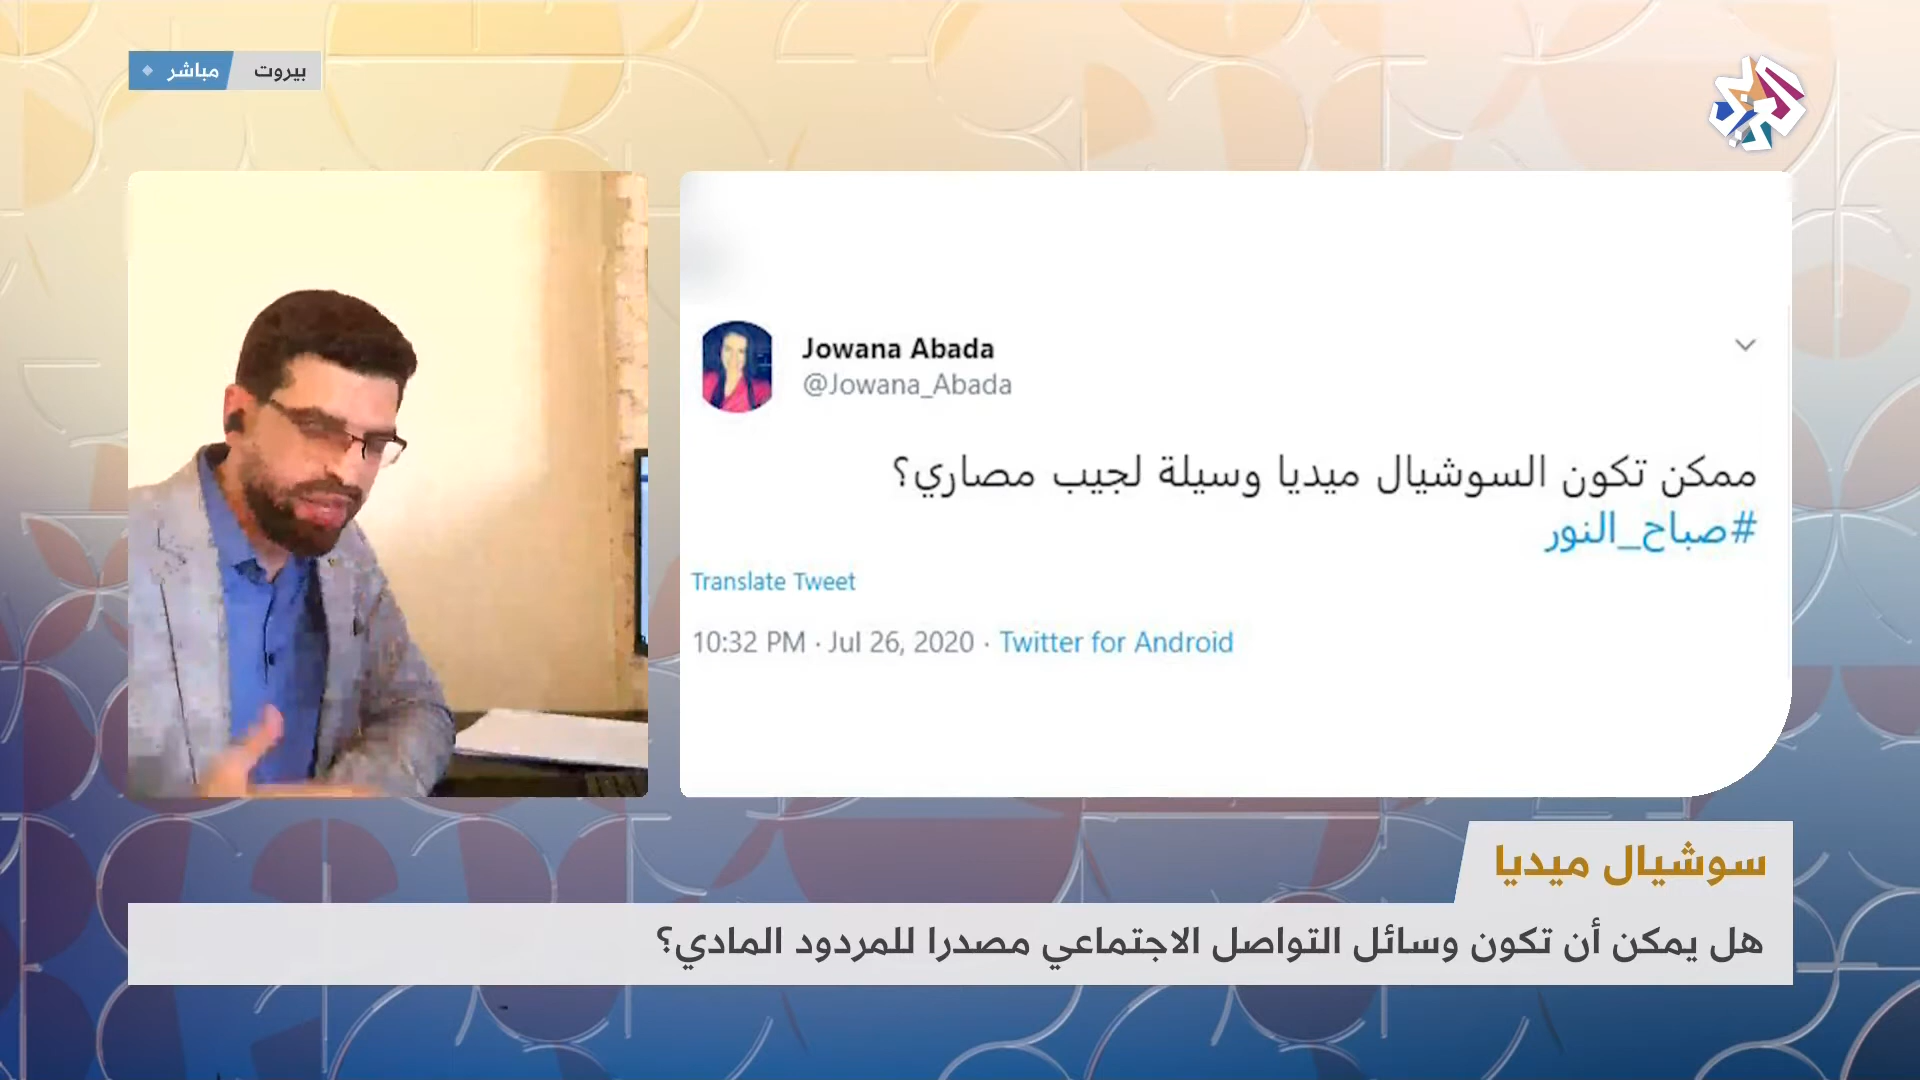 مباشر
بيروت
Jowana Abada
@Jowana_Abada
ممكن تكون السوشيال ميديا وسيلة لجيب مصاري؟
#صباح_النور
Translate Tweet
10:32 PM · Jul 26, 2020 · Twitter for Android
سوشيال ميديا
هل يمكن أن تكون وسائل التواصل الاجتماعي مصدرا للمردود المادي؟